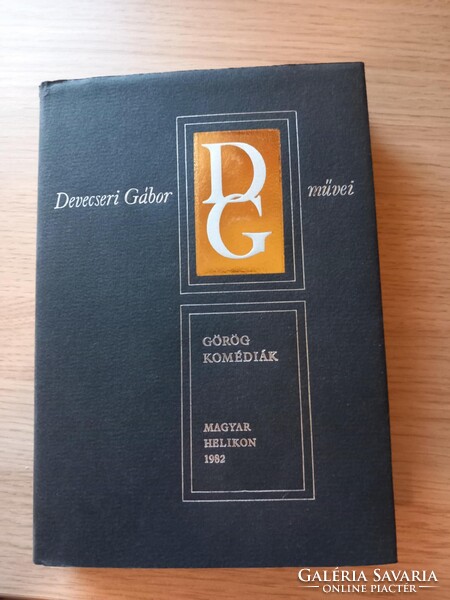 Devecseri Gábor
DG
művei
GÖRÖG
KOMÉDIÁK
MAGYAR
HELIKON
1982
GALÉRIA SAVARIA
ONLINE PIACTÉR